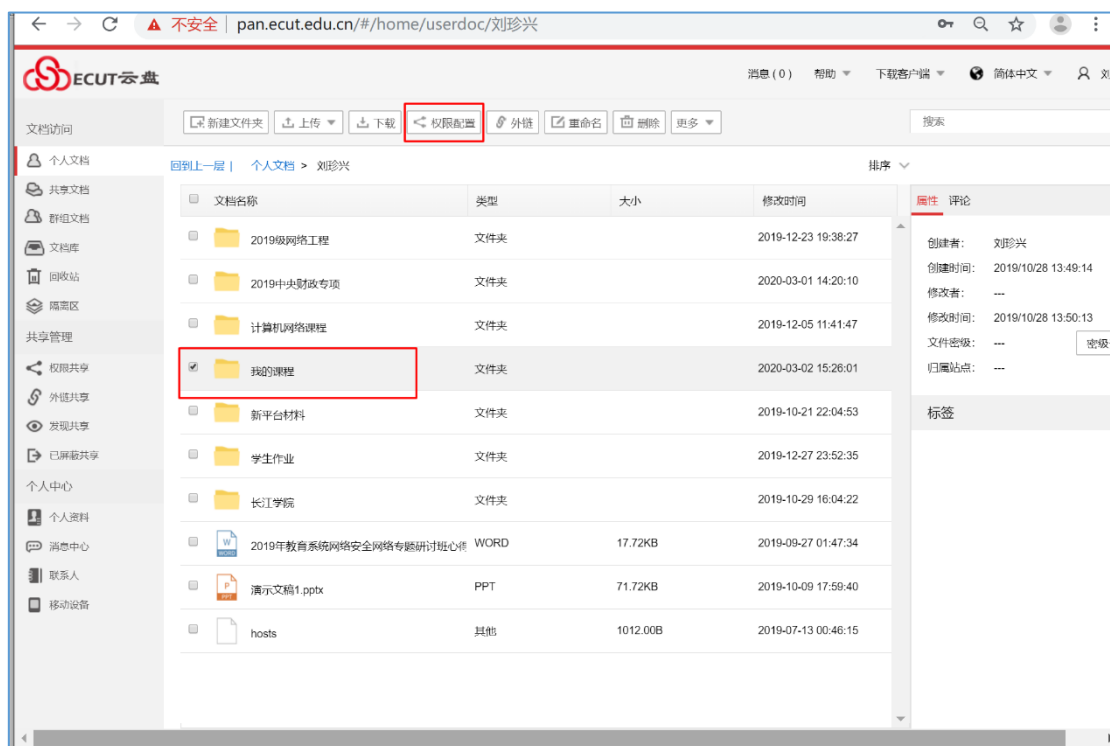 不安全 | pan.ecut.edu.cn/#/home/userdoc/刘珍兴
ECUT云盘
消息(0) 帮助 下载客户端 简体中文 刘
文档访问
新建文件夹 上传 下载 权限配置 外链 重命名 删除 更多
搜索
个人文档
回到上一层 | 个人文档 > 刘珍兴
排序
共享文档
文档名称 类型 大小 修改时间
属性 评论
群组文档
2019级网络工程 文件夹 2019-12-23 19:38:27
创建者: 刘珍兴
文档库
创建时间: 2019/10/28 13:49:14
回收站
2019中央财政专项 文件夹 2020-03-01 14:20:10
修改者: ---
隔离区
修改时间: 2019/10/28 13:50:13
计算机网络课程 文件夹 2019-12-05 11:41:47
共享管理
文件密级: --- 密级
权限共享
我的课程 文件夹 2020-03-02 15:26:01
归属站点: ---
外链共享
新平台材料 文件夹 2019-10-21 22:04:53
标签
发现共享
已屏蔽共享
学生作业 文件夹 2019-12-27 23:52:35
个人中心
长江学院 文件夹 2019-10-29 16:04:22
个人资料
消息中心
W
WORD
2019年教育系统网络安全网络专题研讨班心得 WORD 17.72KB 2019-09-27 01:47:34
联系人
P
PPT
演示文稿1.pptx PPT 71.72KB 2019-10-09 17:59:40
移动设备
hosts 其他 1012.00B 2019-07-13 00:46:15